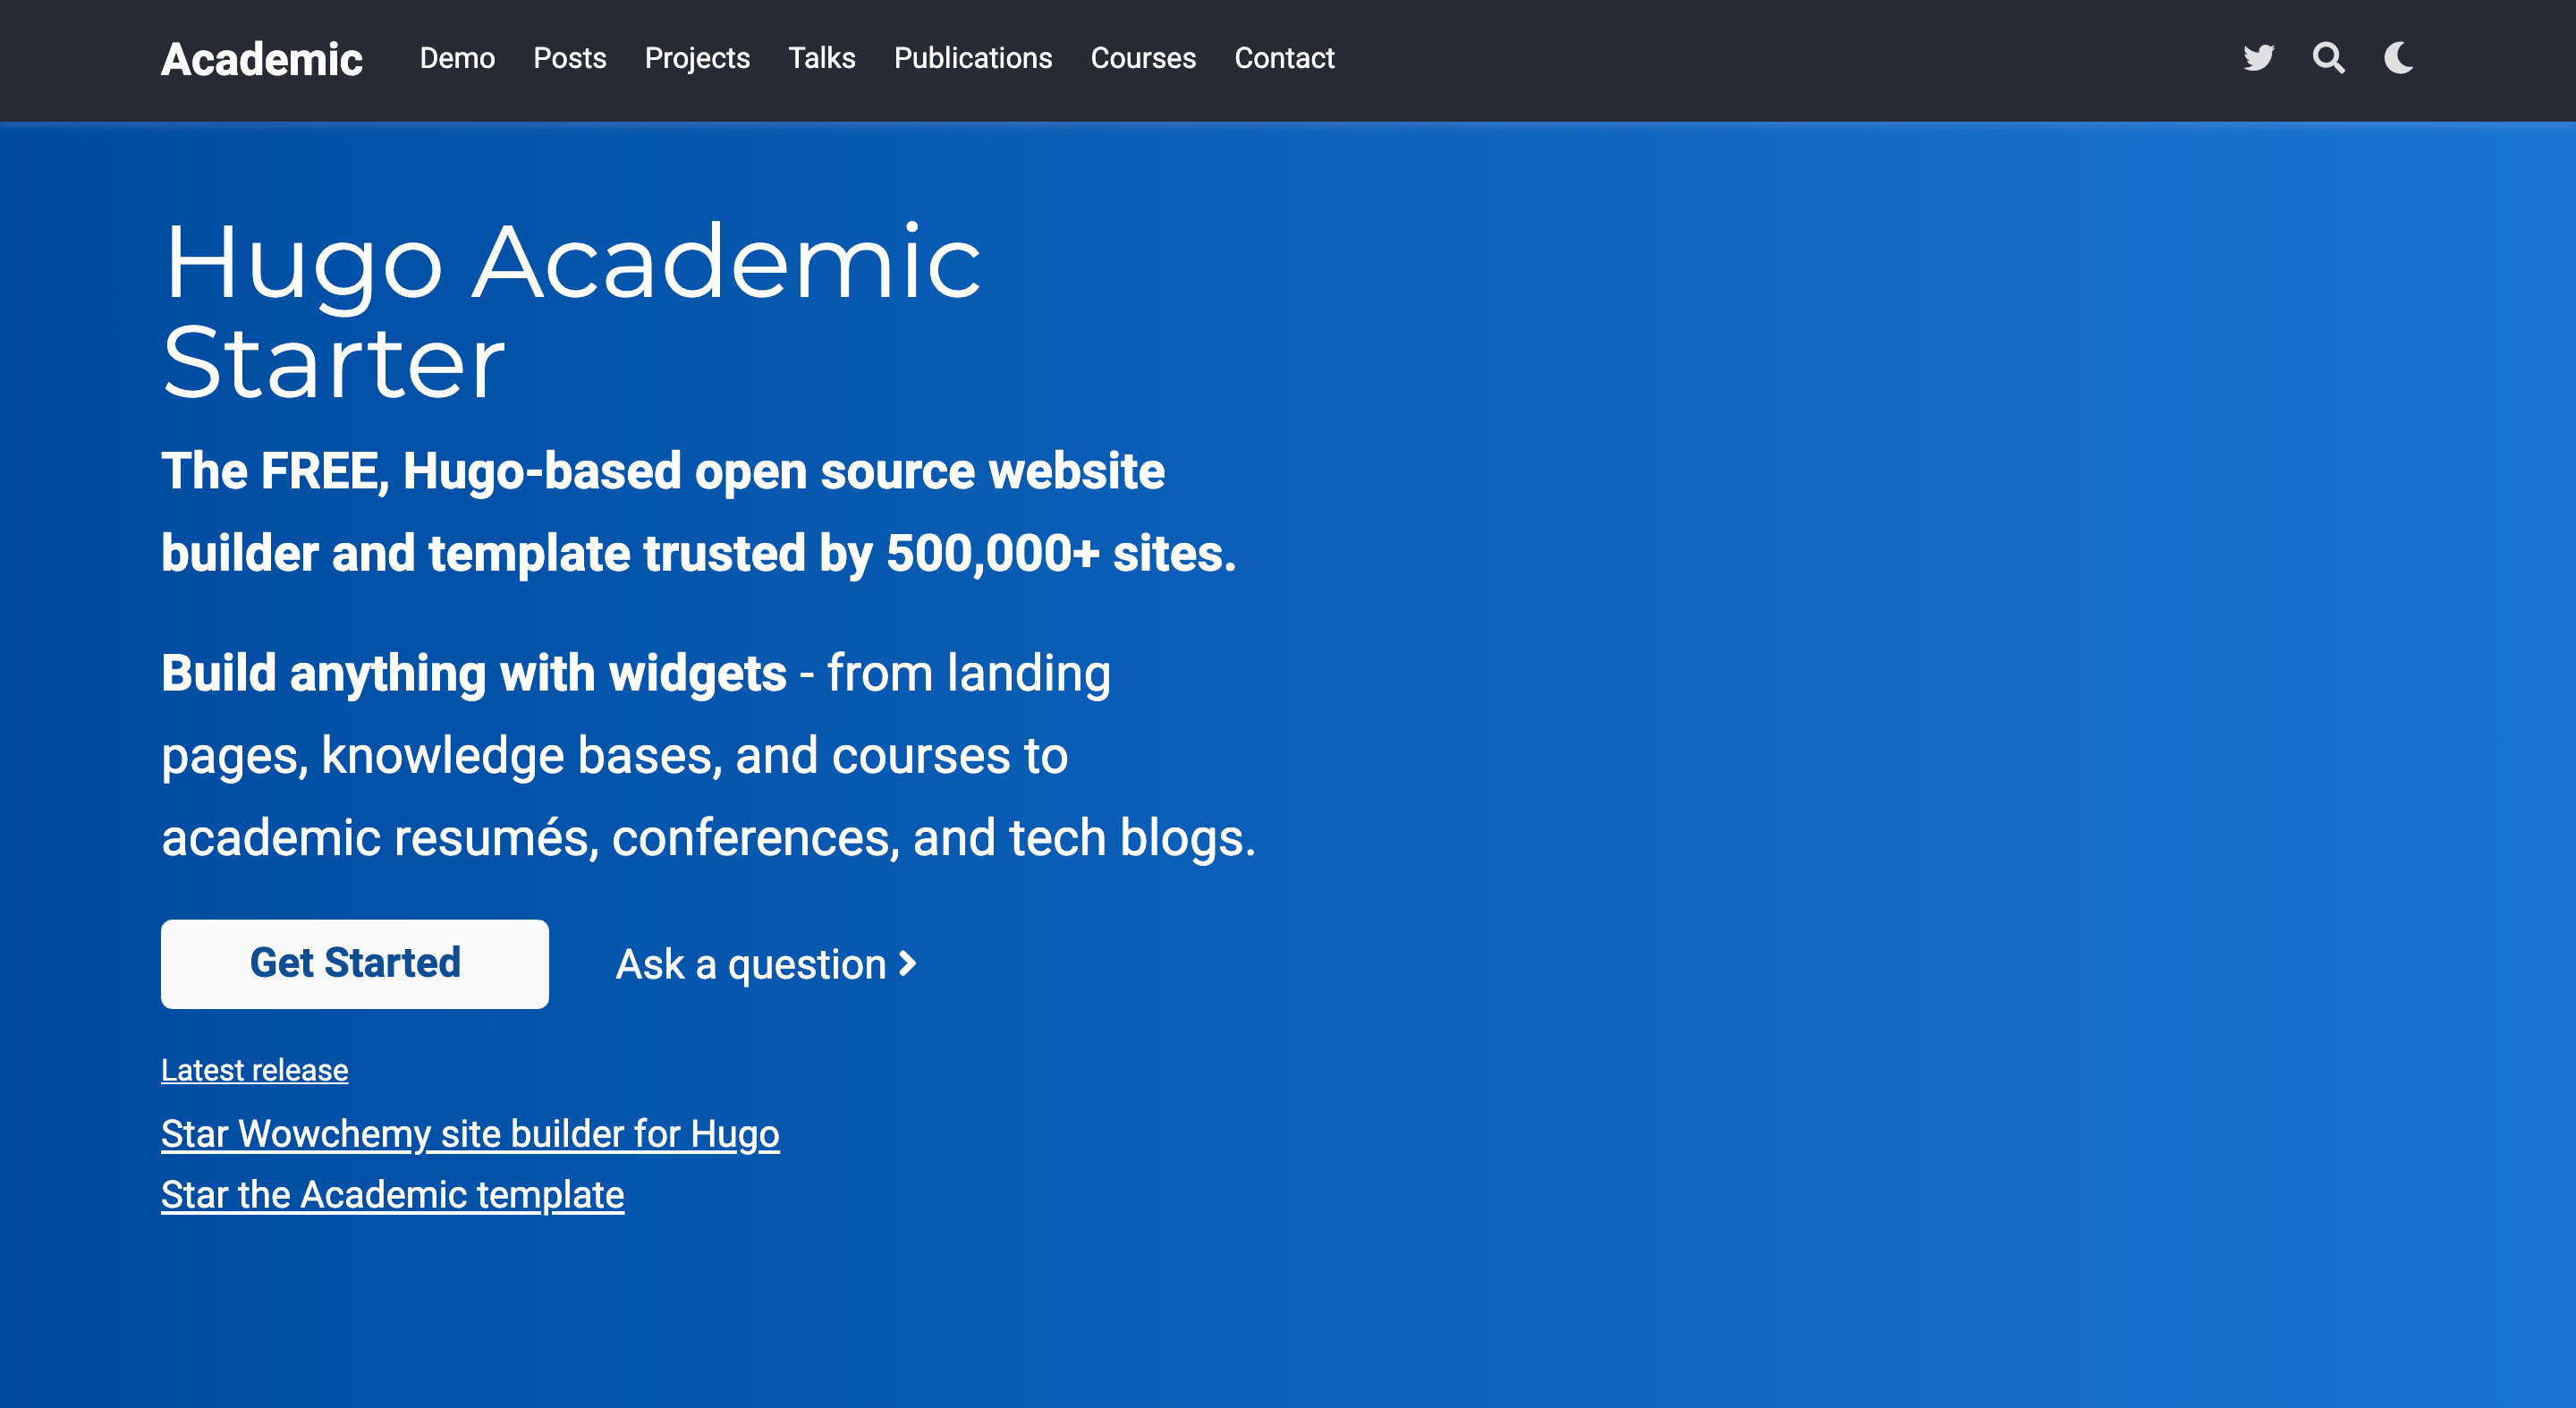 Academic Demo Posts Projects Talks Publications Courses Contact
Hugo Academic
Starter
The FREE, Hugo-based open source website
builder and template trusted by 500,000+ sites.
Build anything with widgets - from landing
pages, knowledge bases, and courses to
academic resumés, conferences, and tech blogs.
Get Started Ask a question
Latest release
Star Wowchemy site builder for Hugo
Star the Academic template